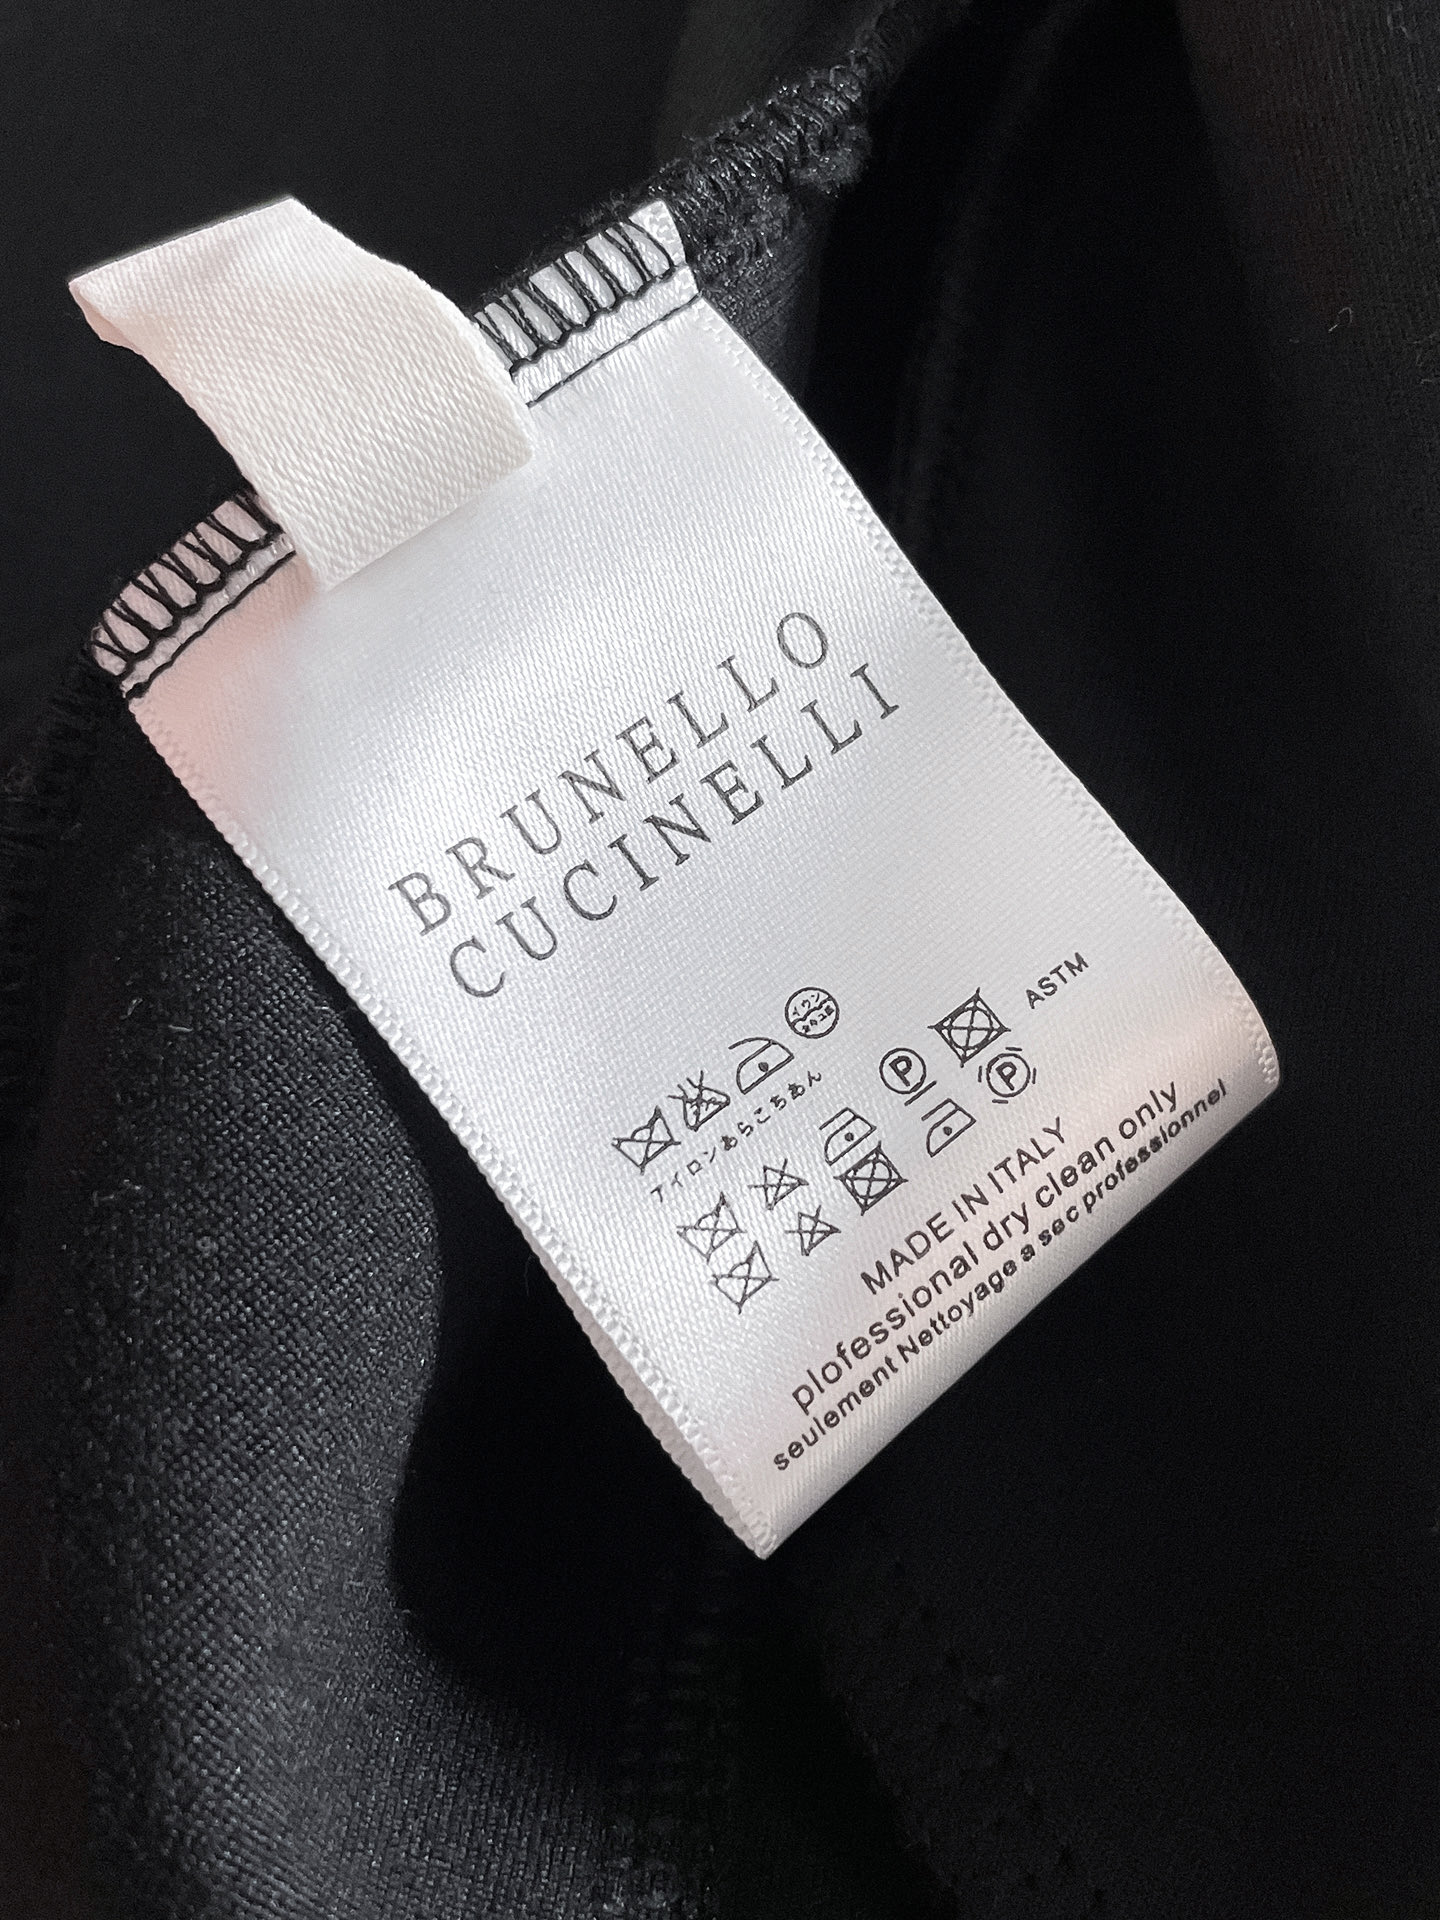 BRUNELLO
CUCINELLI
ASTM
アイロンあらこちあん
P
P
MADE IN ITALY
plofessional dry clean only
seulement Nettoyage a sec professionnel